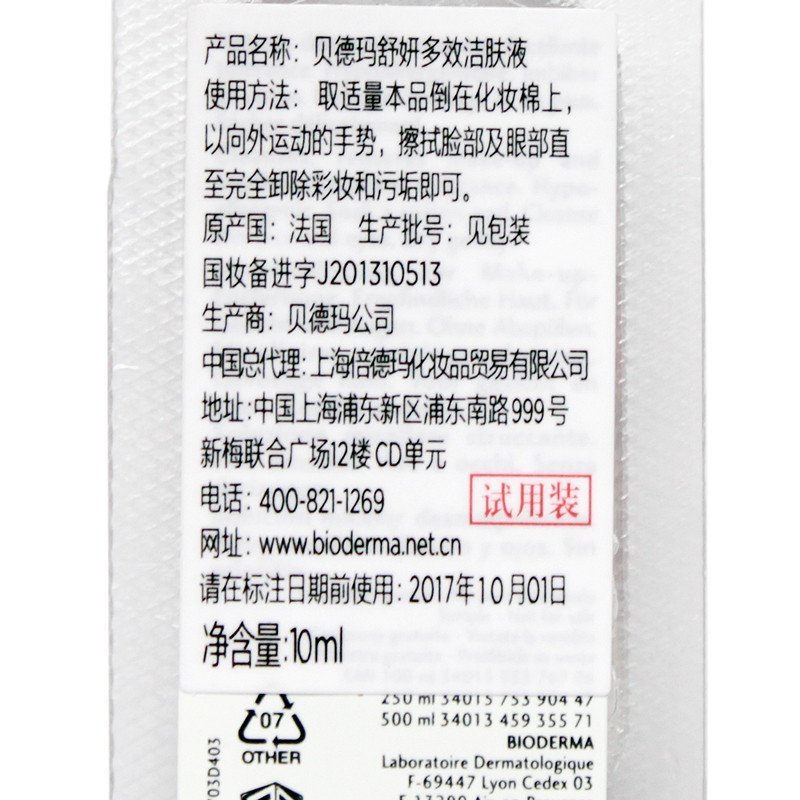 产品名称：贝德玛舒妍多效洁肤液
使用方法：取适量本品倒在化妆棉上，
以向外运动的手势，擦拭脸部及眼部直
至完全卸除彩妆和污垢即可。
原产国：法国 生产批号：见包装
国妆备进字J201310513
生产商：贝德玛公司
中国总代理：上海倍德玛化妆品贸易有限公司
地址：中国上海浦东新区浦东南路999号
新梅联合广场12楼CD单元
电话：400-821-1269
试用装
网址：www.bioderma.net.cn
请在标注日期前使用：2017年10月01日
净含量:10ml
250 ml 34015 753 904 47
500 ml 34013 459 355 71
07
OTHER
BIODERMA
Laboratoire Dermatologique
F-69447 Lyon Cedex 03